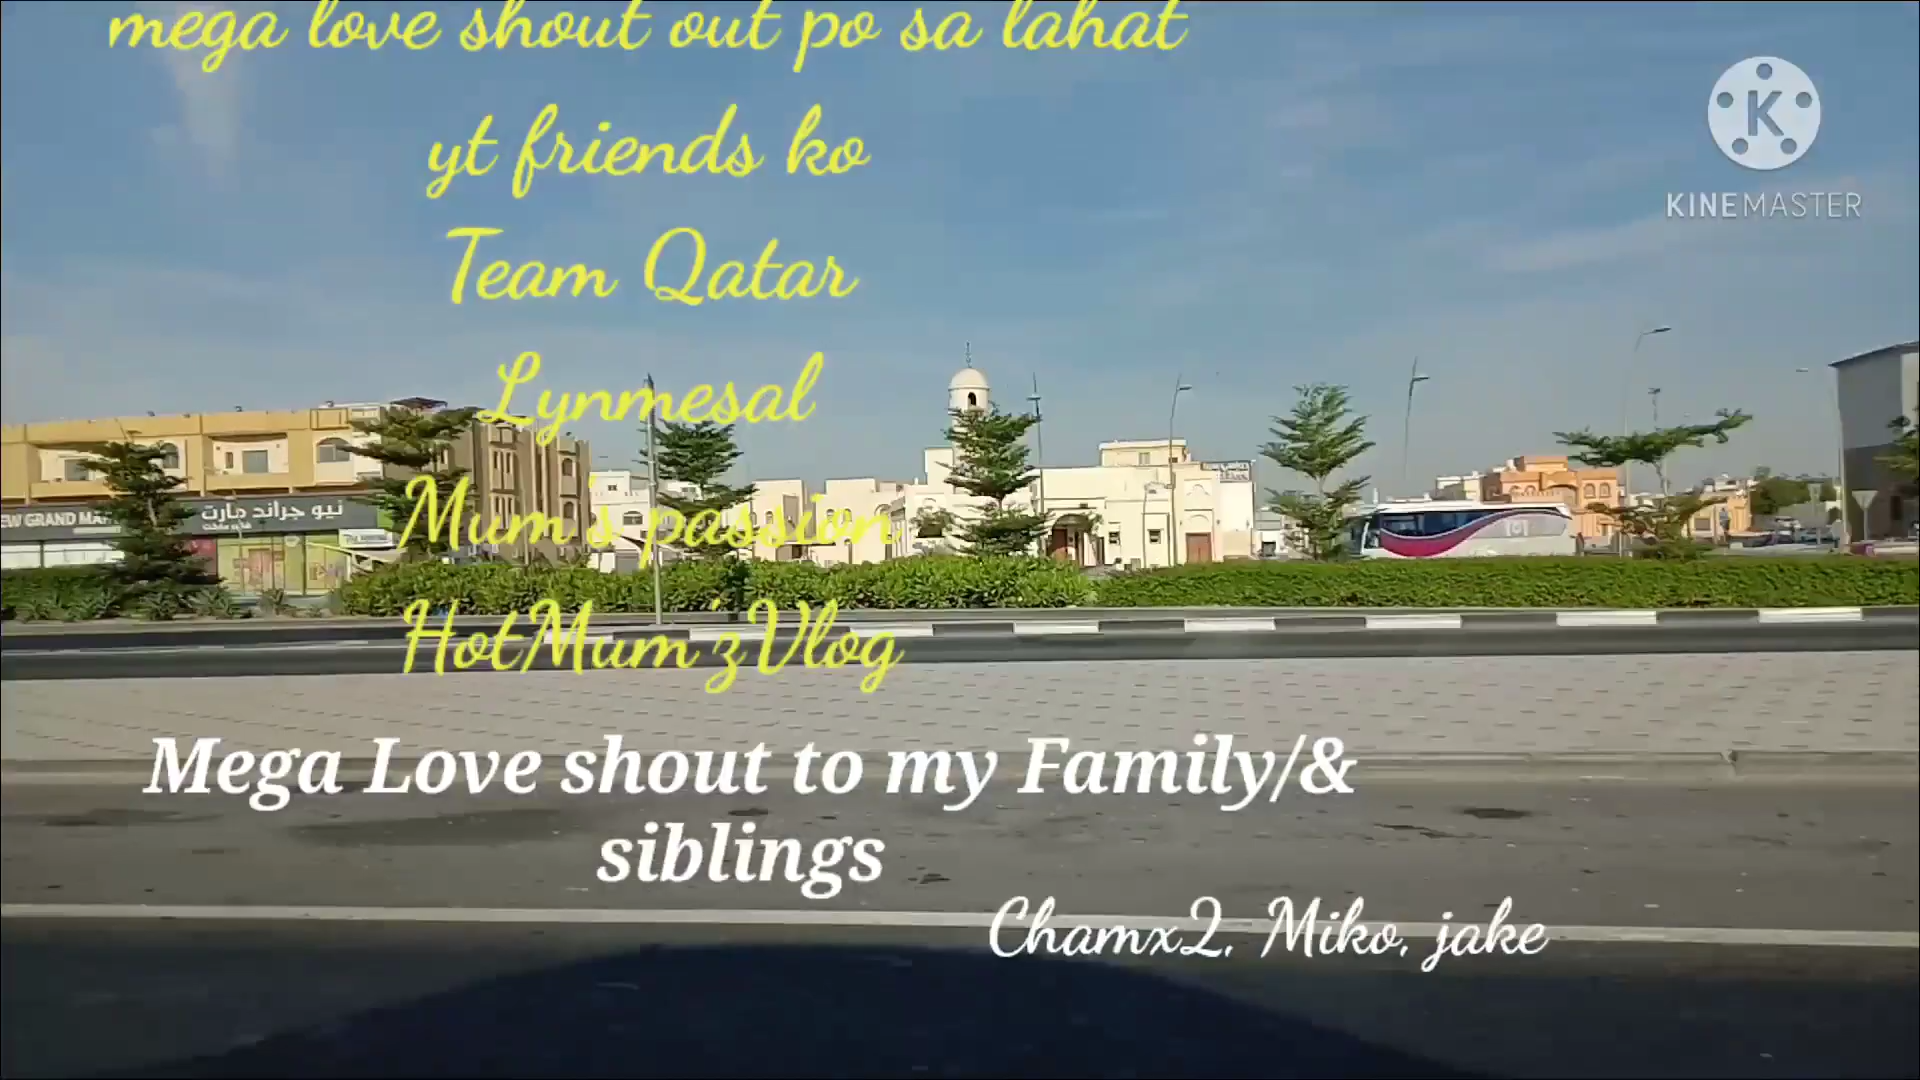 mega love shout out po sa lahat
yt friends ko
Team Qatar
Lynmesal
Mum's passion
HotMum'zVlog
Mega Love shout to my Family/&
siblings
Chamx2, Miko, jake
K
KINEMASTER
EW GRAND MA
نيو جراند مارت